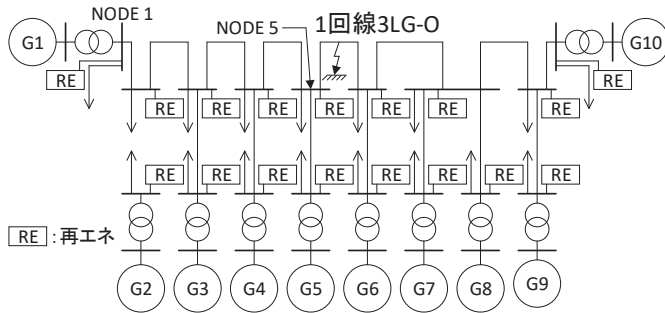 NODE 1
NODE 5
1回線3LG-O
G1
G10
RE
RE
RE RE RE RE RE RE RE
RE RE RE RE RE RE RE RE
RE : 再エネ
G2 G3 G4 G5 G6 G7 G8 G9